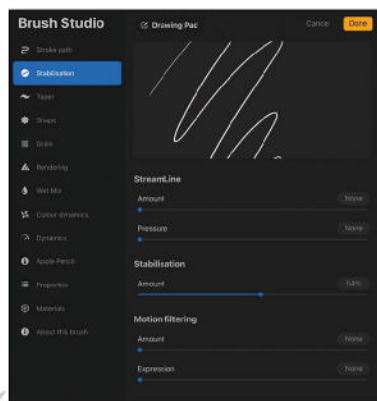 Brush Studio
Drawing Pad
Cancel
Done
Stroke path
Stabilisation
Taper
Shape
Grain
Rendering
Wet Mix
Colour dynamics
Dynamics
Apple Pencil
Properties
Materials
About this brush
StreamLine
Amount
None
Pressure
None
Stabilisation
Amount
54%
Motion filtering
Amount
None
Expression
None